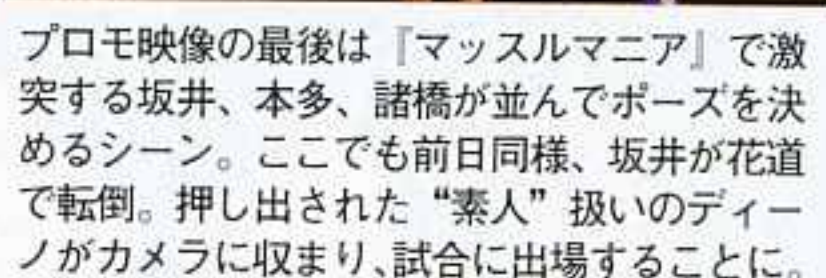 プロモ映像の最後は『マッスルマニア』で激
突する坂井、本多、諸橋が並んでポーズを決
めるシーン。ここでも前日同様、坂井が花道
で転倒。押し出された“素人”扱いのディー
ノがカメラに収まり、試合に出場することに。